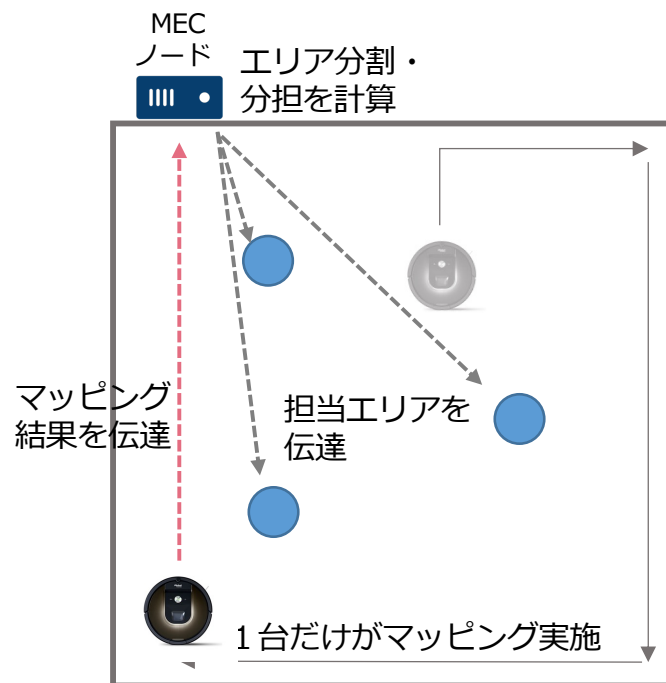 MEC
ノード
エリア分割・
分担を計算
マッピング
結果を伝達
担当エリアを
伝達
１台だけがマッピング実施